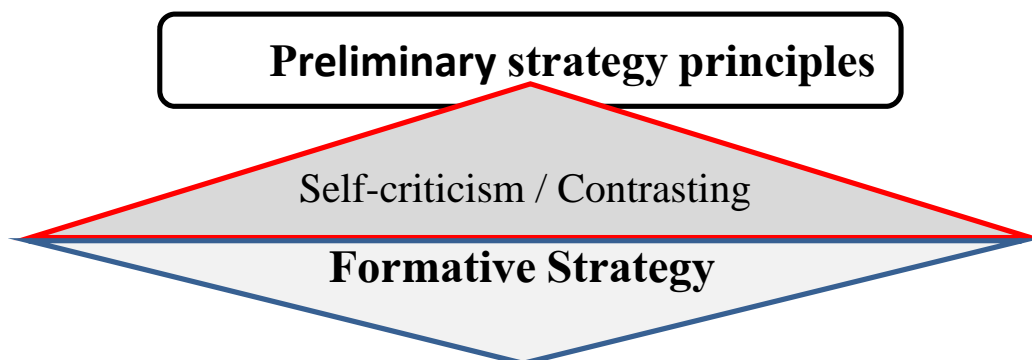 Preliminary strategy principles
Self-criticism / Contrasting
Formative Strategy